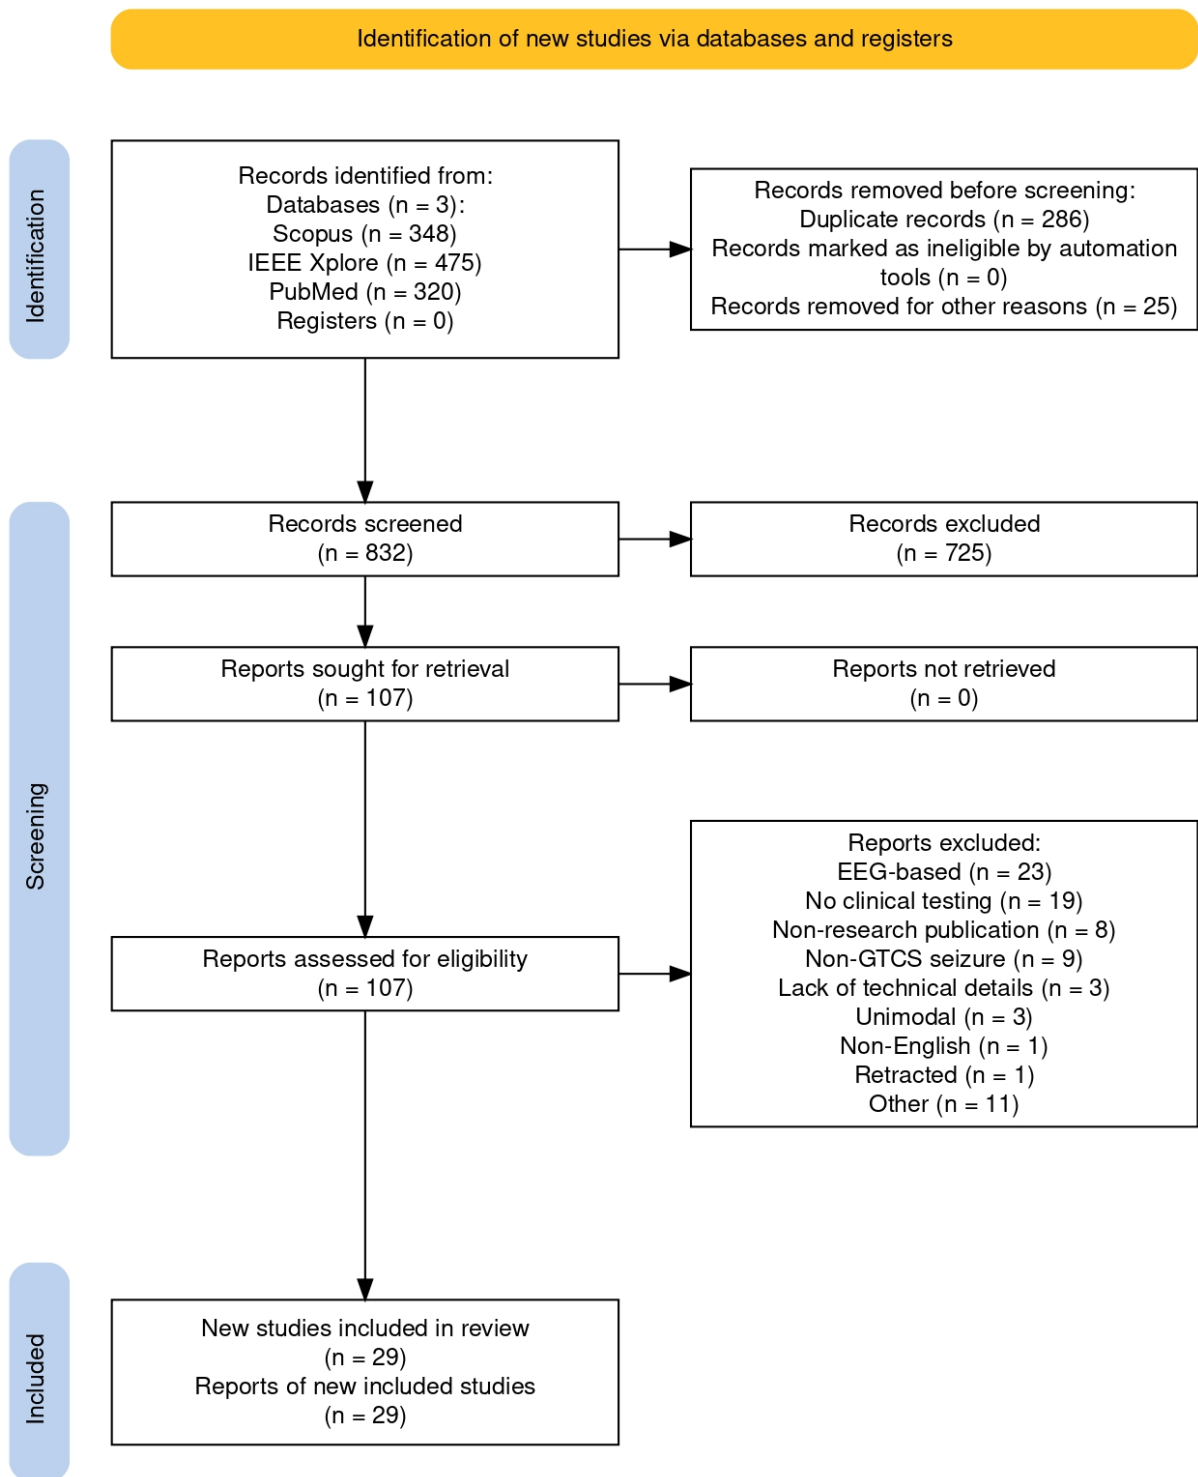 Identification of new studies via databases and registers
Identification
Records identified from:
Databases (n = 3):
Scopus (n = 348)
IEEE Xplore (n = 475)
PubMed (n = 320)
Registers (n = 0)
Records removed before screening:
Duplicate records (n = 286)
Records marked as ineligible by automation
tools (n = 0)
Records removed for other reasons (n = 25)
Screening
Records screened
(n = 832)
Records excluded
(n = 725)
Reports sought for retrieval
(n = 107)
Reports not retrieved
(n = 0)
Reports assessed for eligibility
(n = 107)
Reports excluded:
EEG-based (n = 23)
No clinical testing (n = 19)
Non-research publication (n = 8)
Non-GTCS seizure (n = 9)
Lack of technical details (n = 3)
Unimodal (n = 3)
Non-English (n = 1)
Retracted (n = 1)
Other (n = 11)
Included
New studies included in review
(n = 29)
Reports of new included studies
(n = 29)